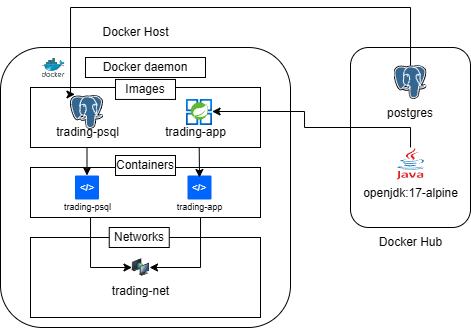 Docker Host
docker
Docker daemon
Images
trading-psql
trading-app
postgres
Java
openjdk:17-alpine
Containers
</>
</>
trading-psql
trading-app
Docker Hub
Networks
trading-net